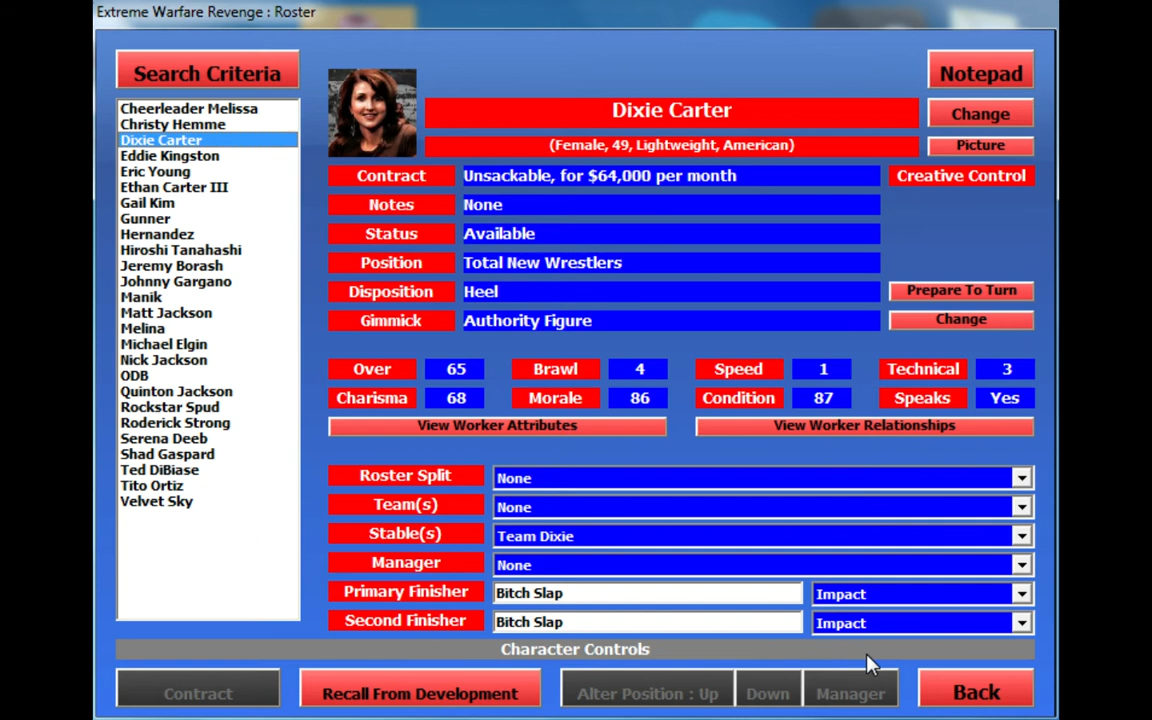 Extreme Warfare Revenge : Roster
Search Criteria
Cheerleader Melissa
Christy Hemme
Dixie Carter
Eddie Kingston
Eric Young
Ethan Carter III
Gail Kim
Gunner
Hernandez
Hiroshi Tanahashi
Jeremy Borash
Johnny Gargano
Manik
Matt Jackson
Melina
Michael Elgin
Nick Jackson
ODB
Quinton Jackson
Rockstar Spud
Roderick Strong
Serena Deeb
Shad Gaspard
Ted DiBiase
Tito Ortiz
Velvet Sky
Notepad
Dixie Carter
Change
(Female, 49, Lightweight, American)
Picture
Contract Unsackable, for $64,000 per month Creative Control
Notes None
Status Available
Position Total New Wrestlers
Disposition Heel Prepare To Turn
Gimmick Authority Figure Change
Over 65 Brawl 4 Speed 1 Technical 3
Charisma 68 Morale 86 Condition 87 Speaks Yes
View Worker Attributes View Worker Relationships
Roster Split None
Team(s) None
Stable(s) Team Dixie
Manager None
Primary Finisher Bitch Slap Impact
Second Finisher Bitch Slap Impact
Character Controls
Contract Recall From Development Alter Position : Up Down Manager Back